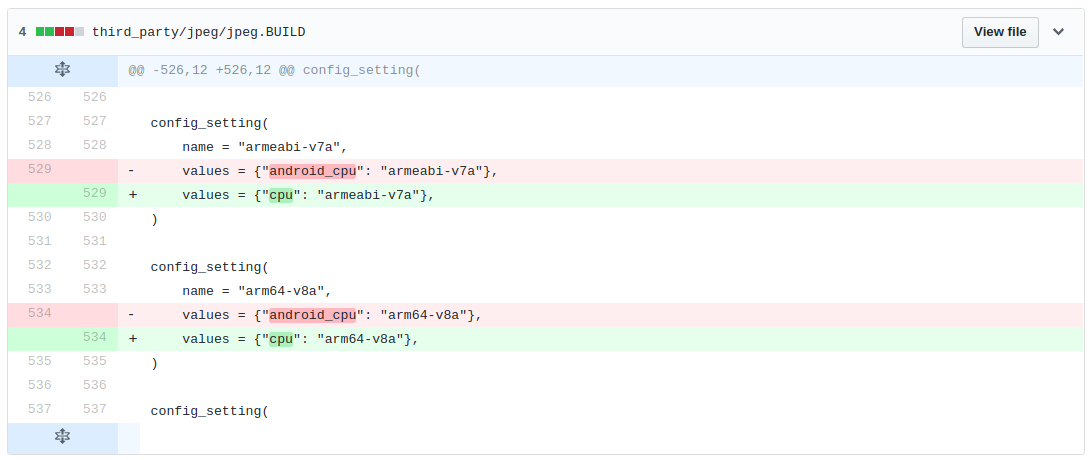 4 third_party/jpeg/jpeg.BUILD View file
@@ -526,12 +526,12 @@ config_setting(
526 526
527 527 config_setting(
528 528     name = "armeabi-v7a",
529 -     values = {"android_cpu": "armeabi-v7a"},
529 +     values = {"cpu": "armeabi-v7a"},
530 530 )
531 531
532 532 config_setting(
533 533     name = "arm64-v8a",
534 -     values = {"android_cpu": "arm64-v8a"},
534 +     values = {"cpu": "arm64-v8a"},
535 535 )
536 536
537 537 config_setting(